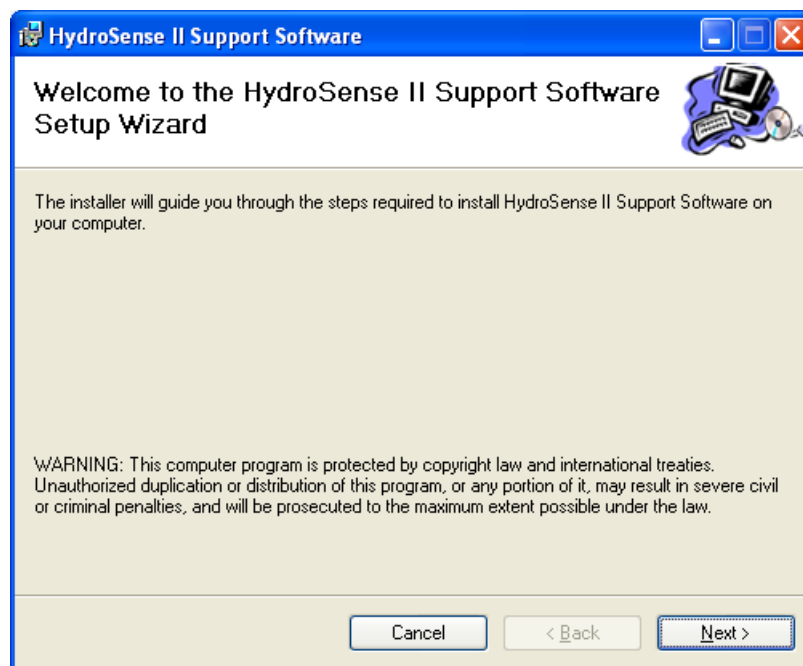 HydroSense II Support Software
Welcome to the HydroSense II Support Software
Setup Wizard
The installer will guide you through the steps required to install HydroSense II Support Software on
your computer.
WARNING: This computer program is protected by copyright law and international treaties.
Unauthorized duplication or distribution of this program, or any portion of it, may result in severe civil
or criminal penalties, and will be prosecuted to the maximum extent possible under the law.
Cancel < Back Next >